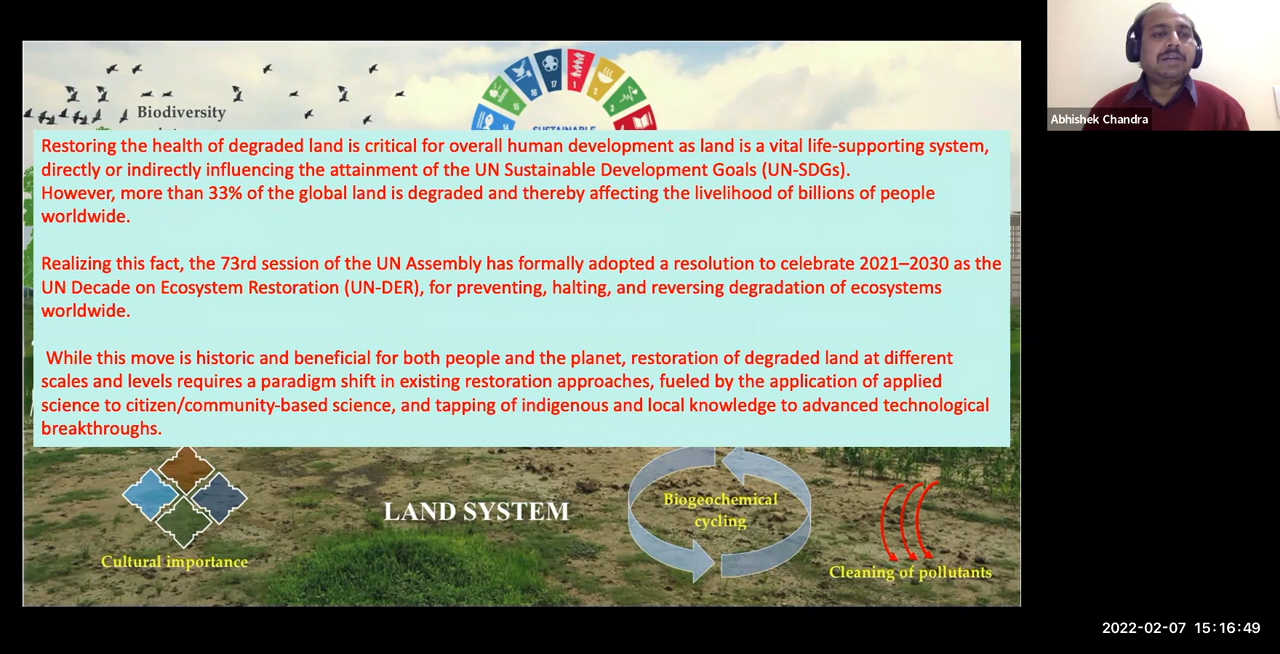 Biodiversity
SUSTAINABLE
Restoring the health of degraded land is critical for overall human development as land is a vital life-supporting system,
directly or indirectly influencing the attainment of the UN Sustainable Development Goals (UN-SDGs).
However, more than 33% of the global land is degraded and thereby affecting the livelihood of billions of people
worldwide.
Realizing this fact, the 73rd session of the UN Assembly has formally adopted a resolution to celebrate 2021–2030 as the
UN Decade on Ecosystem Restoration (UN-DER), for preventing, halting, and reversing degradation of ecosystems
worldwide.
While this move is historic and beneficial for both people and the planet, restoration of degraded land at different
scales and levels requires a paradigm shift in existing restoration approaches, fueled by the application of applied
science to citizen/community-based science, and tapping of indigenous and local knowledge to advanced technological
breakthroughs.
LAND SYSTEM
Biogeochemical
cycling
Cultural importance
Cleaning of pollutants
Abhishek Chandra
2022-02-07 15:16:49